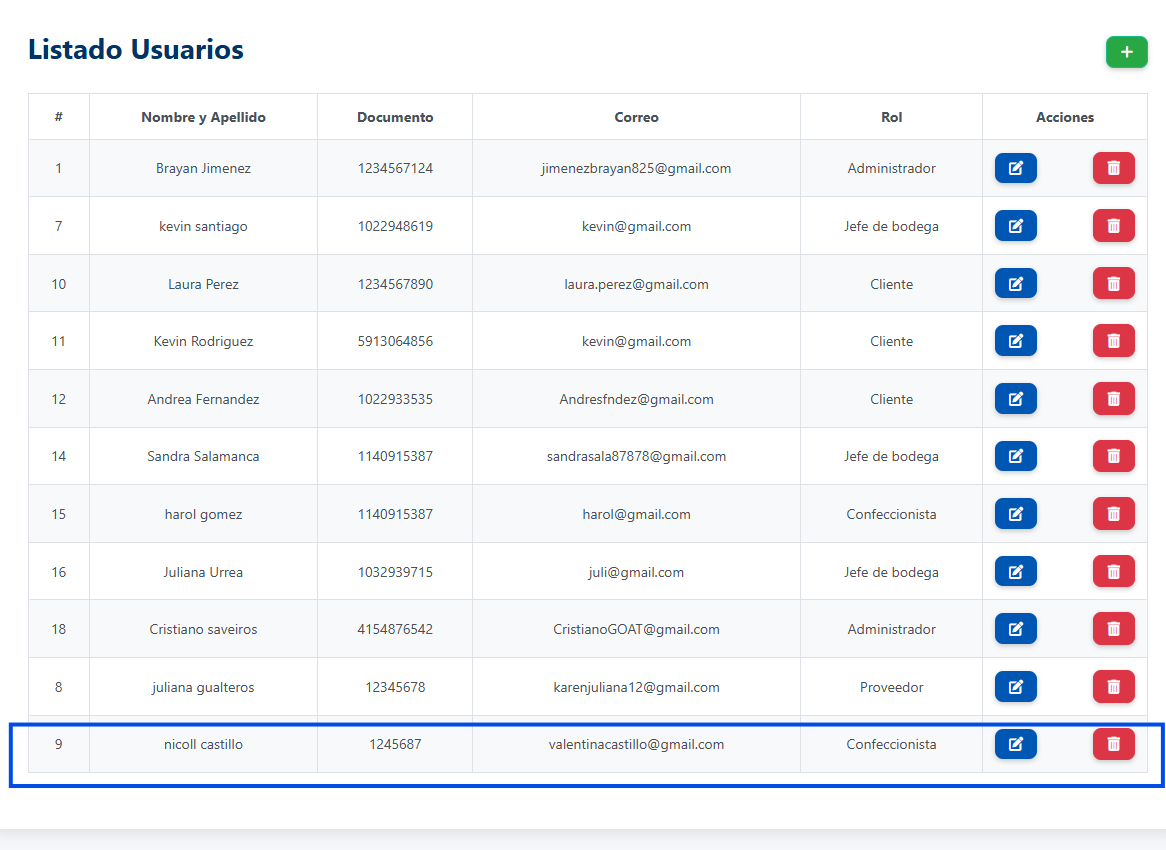 Listado Usuarios
+
# Nombre y Apellido Documento Correo Rol Acciones
1 Brayan Jimenez 1234567124 jimenezbrayan825@gmail.com Administrador
7 kevin santiago 1022948619 kevin@gmail.com Jefe de bodega
10 Laura Perez 1234567890 laura.perez@gmail.com Cliente
11 Kevin Rodriguez 5913064856 kevin@gmail.com Cliente
12 Andrea Fernandez 1022933535 Andresfndez@gmail.com Cliente
14 Sandra Salamanca 1140915387 sandrasala87878@gmail.com Jefe de bodega
15 harol gomez 1140915387 harol@gmail.com Confeccionista
16 Juliana Urrea 1032939715 juli@gmail.com Jefe de bodega
18 Cristiano saveiros 4154876542 CristianoGOAT@gmail.com Administrador
8 juliana gualteros 12345678 karenjuliana12@gmail.com Proveedor
9 nicoll castillo 1245687 valentinacastillo@gmail.com Confeccionista